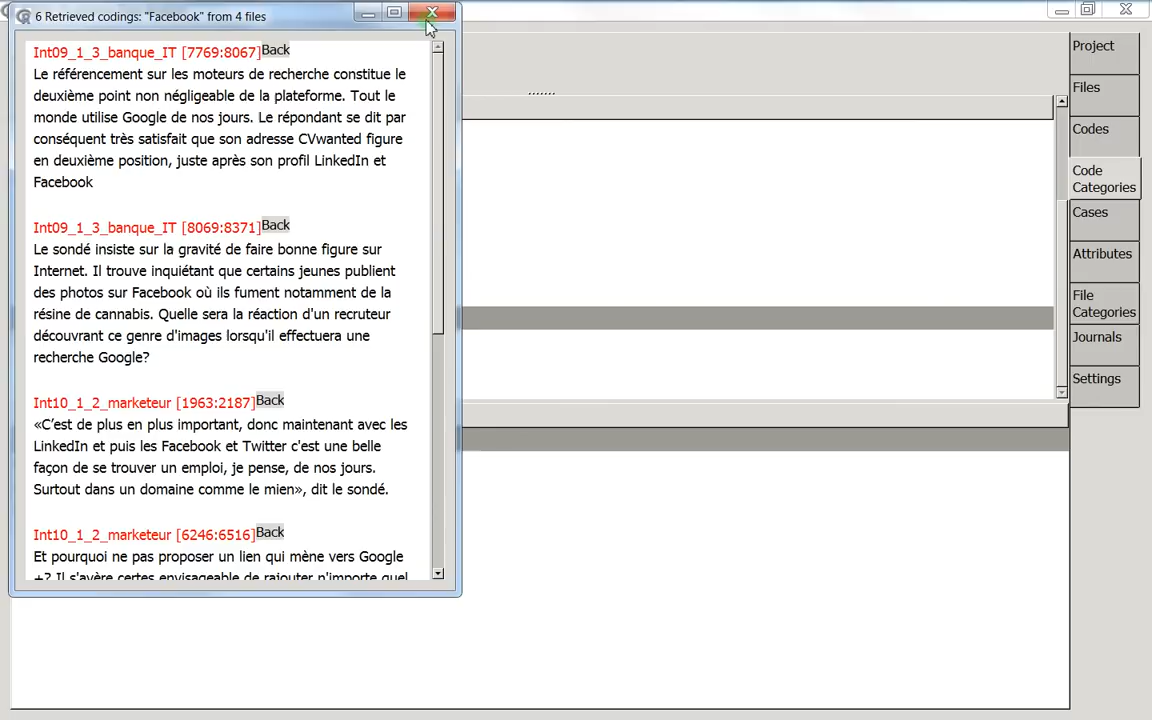 6 Retrieved codings: "Facebook" from 4 files
Int09_1_3_banque_IT [7769:8067]Back
Le référencement sur les moteurs de recherche constitue le
deuxième point non négligeable de la plateforme. Tout le
monde utilise Google de nos jours. Le répondant se dit par
conséquent très satisfait que son adresse CVwanted figure
en deuxième position, juste après son profil LinkedIn et
Facebook
Int09_1_3_banque_IT [8069:8371]Back
Le sondé insiste sur la gravité de faire bonne figure sur
Internet. Il trouve inquiétant que certains jeunes publient
des photos sur Facebook où ils fument notamment de la
résine de cannabis. Quelle sera la réaction d'un recruteur
découvrant ce genre d'images lorsqu'il effectuera une
recherche Google?
Int10_1_2_marketeur [1963:2187]Back
«C'est de plus en plus important, donc maintenant avec les
LinkedIn et puis les Facebook et Twitter c'est une belle
façon de se trouver un emploi, je pense, de nos jours.
Surtout dans un domaine comme le mien», dit le sondé.
Int10_1_2_marketeur [6246:6516]Back
Et pourquoi ne pas proposer un lien qui mène vers Google
+? Il s'avère certes envisageable de rajouter n'importe quel
Project
Files
Codes
Code
Categories
Cases
Attributes
File
Categories
Journals
Settings